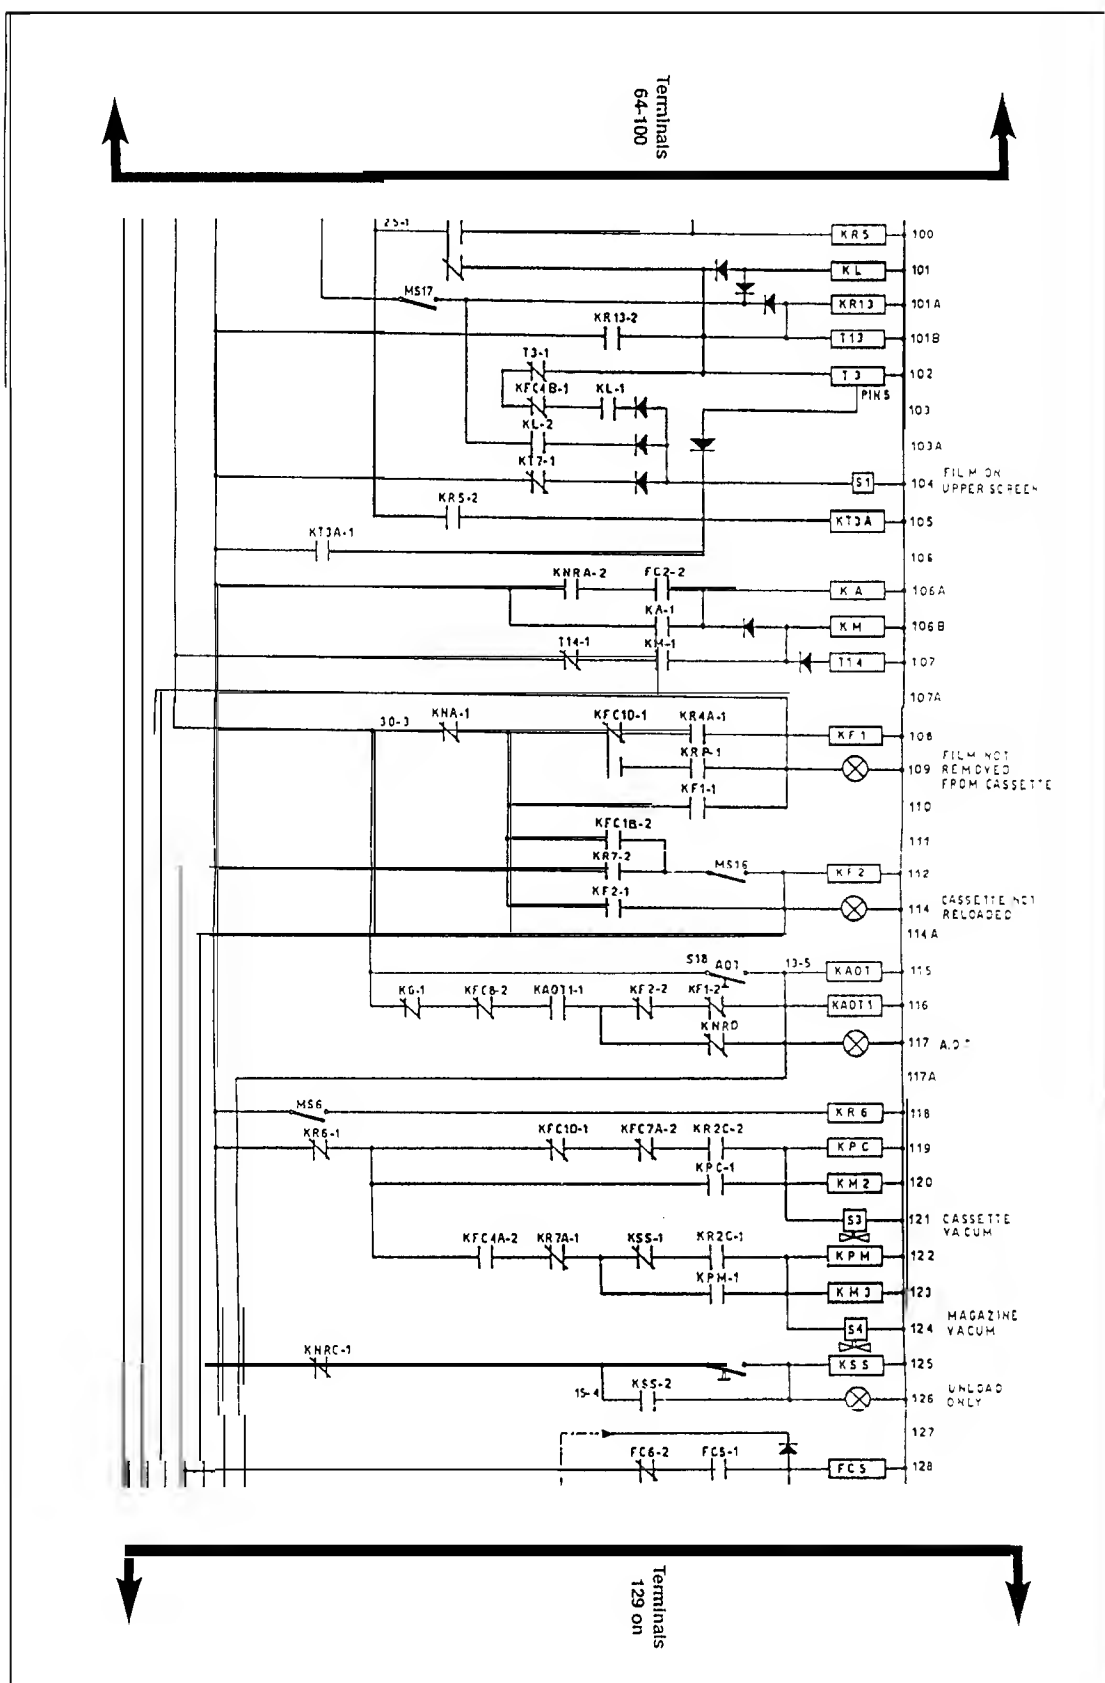 Terminals
64-100
25-1
KR5
100
KL
101
MS17
KR13
101A
KR13-2
T13
101B
T3-1
T3
102
KFC4B-1
KL-1
PIN5
103
KL-2
103A
KT7-1
S1
104
FILM ON
UPPER SCREEN
KR5-2
KT3A
105
KT3A-1
106
KNRA-2
FC2-2
KA
106A
KA-1
KM
106B
T14-1
KM-1
T14
107
107A
30-3
KHA-1
KFC1D-1
KR4A-1
KF1
108
KRP-1
109
FILM NOT
REMOVED
FROM CASSETTE
KF1-1
110
KFC1B-2
111
KR7-2
MS16
KF2
112
KF2-1
114
CASSETTE NOT
RELOADED
114A
S18
AOT
13-5
KAOT
115
KG-1
KFC8-2
KAOT1-1
KF2-2
KF1-2
KAOT1
116
KNRD
117
A.O.T
117A
MS6
KR6
118
KR6-1
KFC1D-1
KFC7A-2
KR2C-2
KPC
119
KPC-1
KM2
120
S3
121
CASSETTE
VACUM
KFC4A-2
KR7A-1
KSS-1
KR2C-1
KPM
122
KPM-1
KM3
123
S4
124
MAGAZINE
VACUM
KNRC-1
KSS
125
15-4
KSS-2
126
UNLOAD
ONLY
127
FC6-2
FC5-1
FC5
128
Terminals
129 on